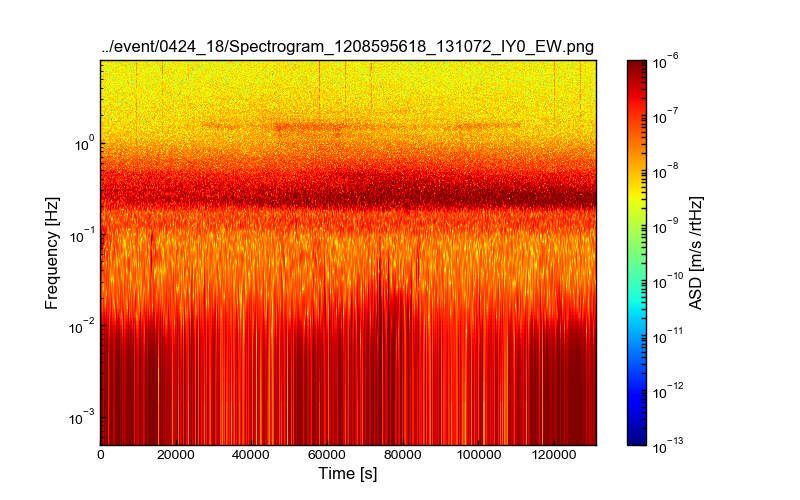 ../event/0424_18/Spectrogram_1208595618_131072_IY0_EW.png
Frequency [Hz]
10⁰
10⁻¹
10⁻²
10⁻³
0 20000 40000 60000 80000 100000 120000
Time [s]
10⁻⁶
10⁻⁷
10⁻⁸
10⁻⁹
10⁻¹⁰
10⁻¹¹
10⁻¹²
10⁻¹³
ASD [m/s /rtHz]